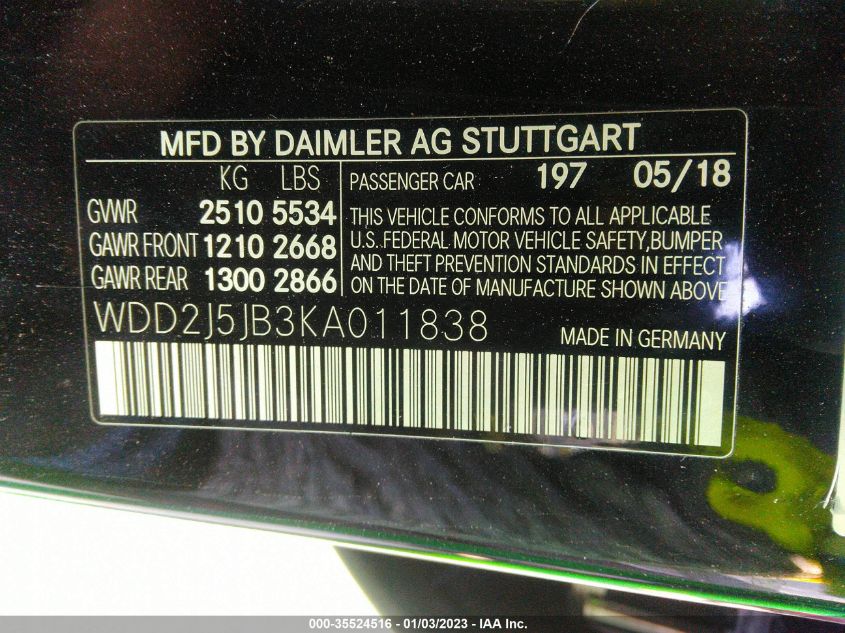 MFD BY DAIMLER AG STUTTGART
KG LBS
GVWR 2510 5534
GAWR FRONT 1210 2668
GAWR REAR 1300 2866
PASSENGER CAR 197 05/18
THIS VEHICLE CONFORMS TO ALL APPLICABLE
U.S. FEDERAL MOTOR VEHICLE SAFETY, BUMPER
AND THEFT PREVENTION STANDARDS IN EFFECT
ON THE DATE OF MANUFACTURE SHOWN ABOVE.
WDD2J5JB3KA011838
MADE IN GERMANY
000-35524516 - 01/03/2023 - IAA Inc.